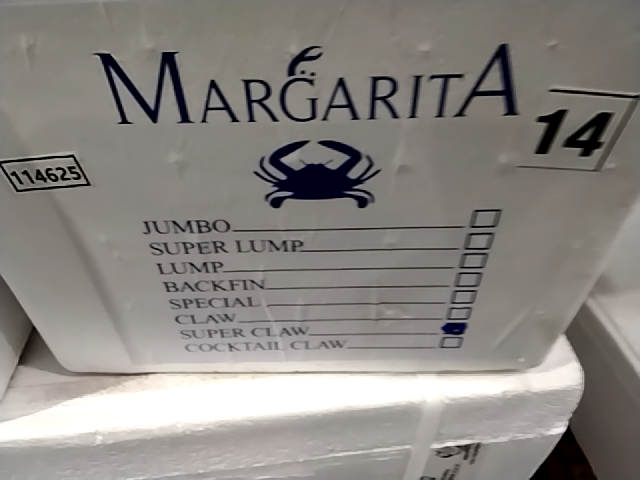 MARGARITA
14
114625
JUMBO
SUPER LUMP
LUMP
BACKFIN
SPECIAL
CLAW
SUPER CLAW
COCKTAIL CLAW